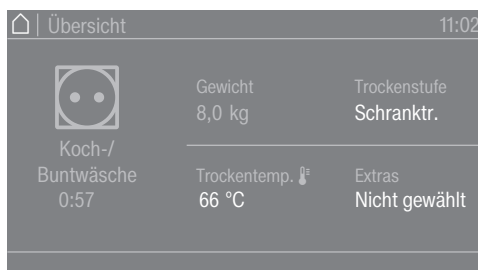 Übersicht 11:02
Gewicht
8,0 kg
Trockenstufe
Schranktr.
Koch-/
Buntwäsche
0:57
Trockentemp.
66 °C
Extras
Nicht gewählt